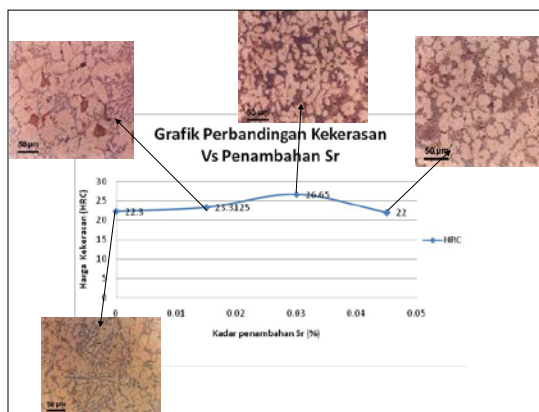 50 µm
50 µm
50 µm
Grafik Perbandingan Kekerasan
Vs Penambahan Sr
Harga Kekerasan (HRC)
30
25
20
15
10
5
0
22.3
23.3125
26.65
22
HRC
0
0.01
0.02
0.03
0.04
0.05
Kadar penambahan Sr (%)
50 µm